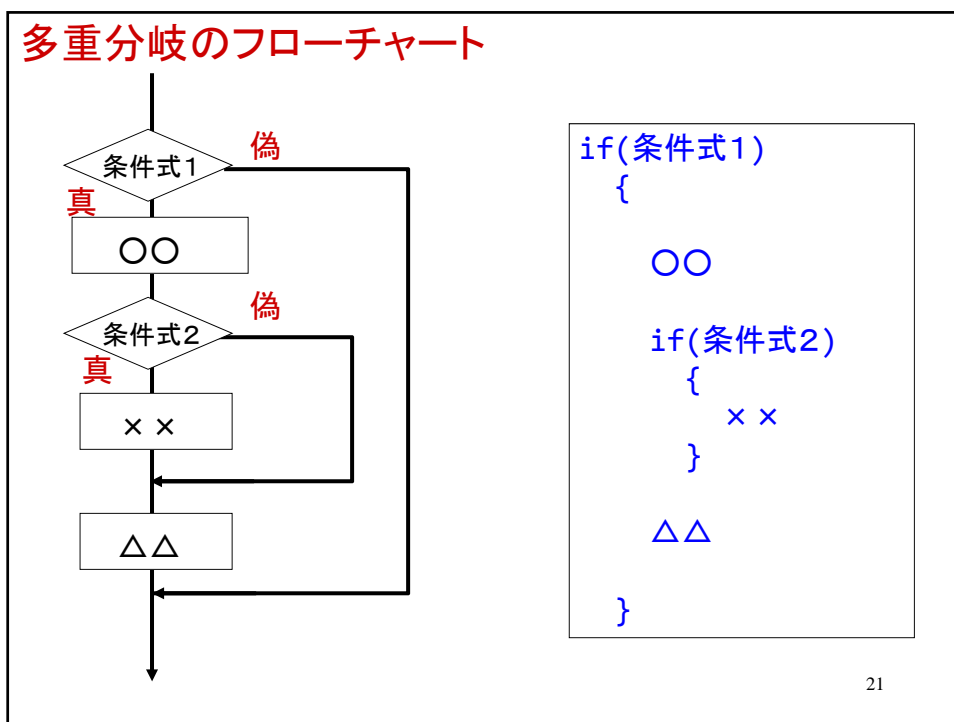 多重分岐のフローチャート
条件式1
偽
真
○○
条件式2
偽
真
××
△△
if(条件式1)
{
○○
if(条件式2)
{
××
}
△△
}
21